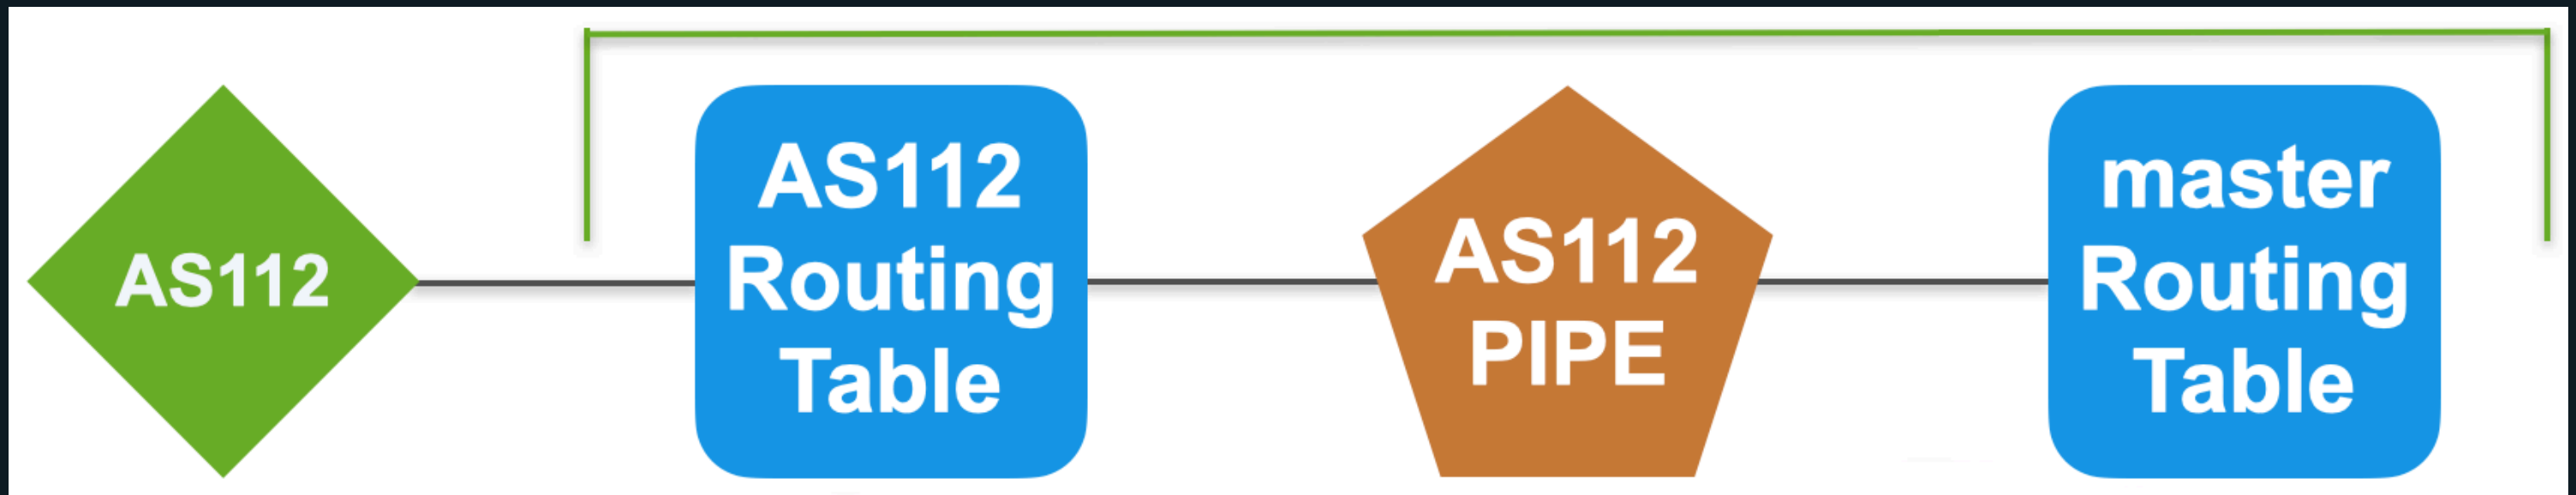 AS112
AS112
Routing
Table
AS112
PIPE
master
Routing
Table